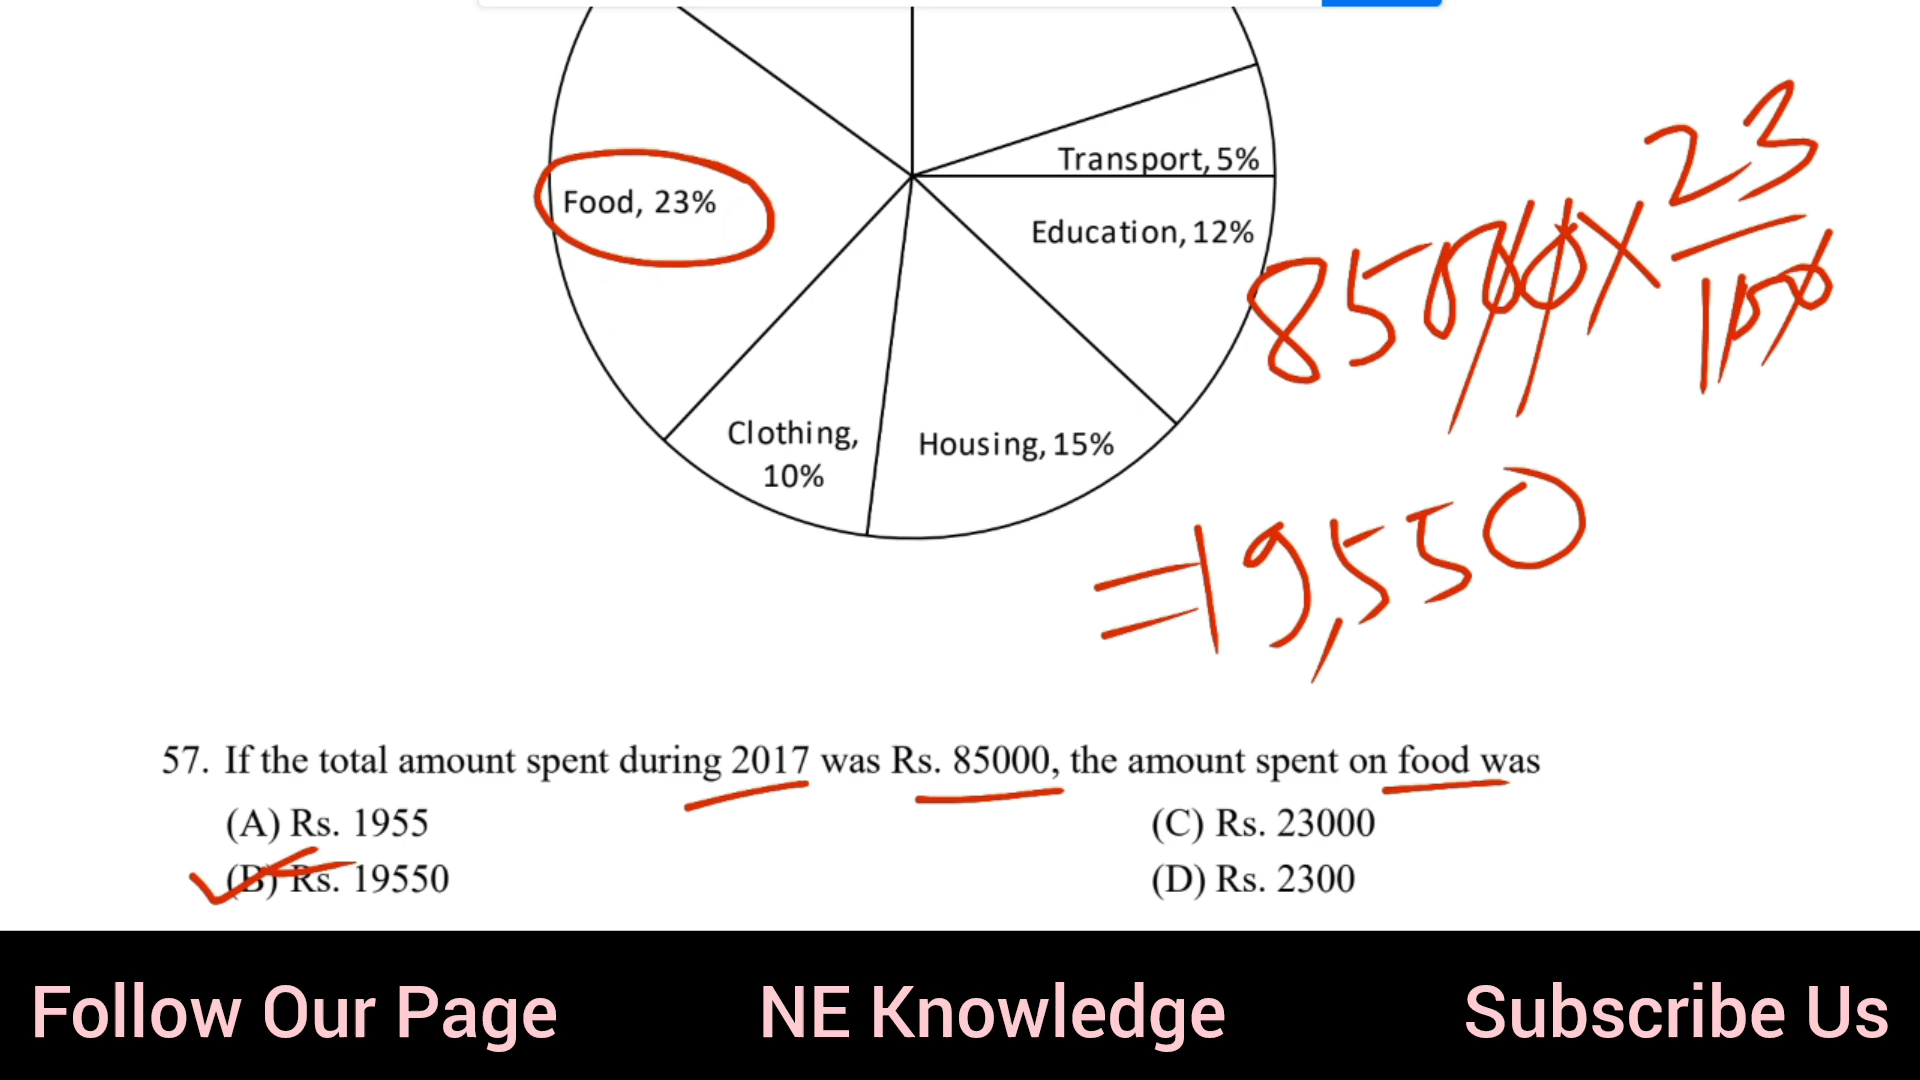 Transport, 5%
Food, 23%
Education, 12%
85000 × 23/100
Clothing,
10%
Housing, 15%
=19,550
57. If the total amount spent during 2017 was Rs. 85000, the amount spent on food was
(A) Rs. 1955
(C) Rs. 23000
(B) Rs. 19550
(D) Rs. 2300
Follow Our Page
NE Knowledge
Subscribe Us